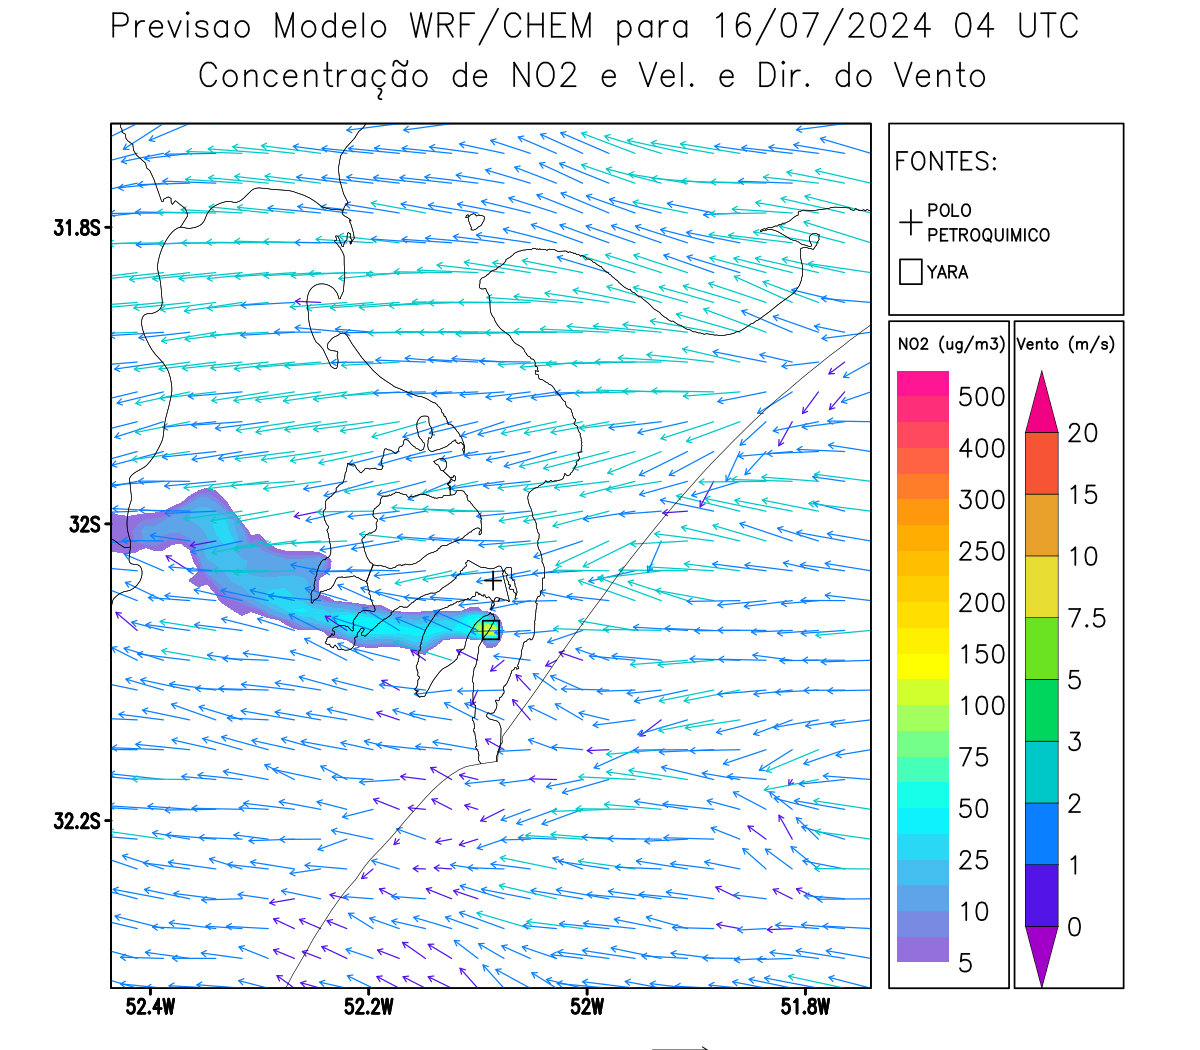 Previsao Modelo WRF/CHEM para 16/07/2024 04 UTC
Concentração de NO2 e Vel. e Dir. do Vento
FONTES:
POLO
PETROQUIMICO
YARA
31.8S
32S
32.2S
52.4W
52.2W
52W
51.8W
NO2 (ug/m3)
500
400
300
250
200
150
100
75
50
25
10
5
Vento (m/s)
20
15
10
7.5
5
3
2
1
0